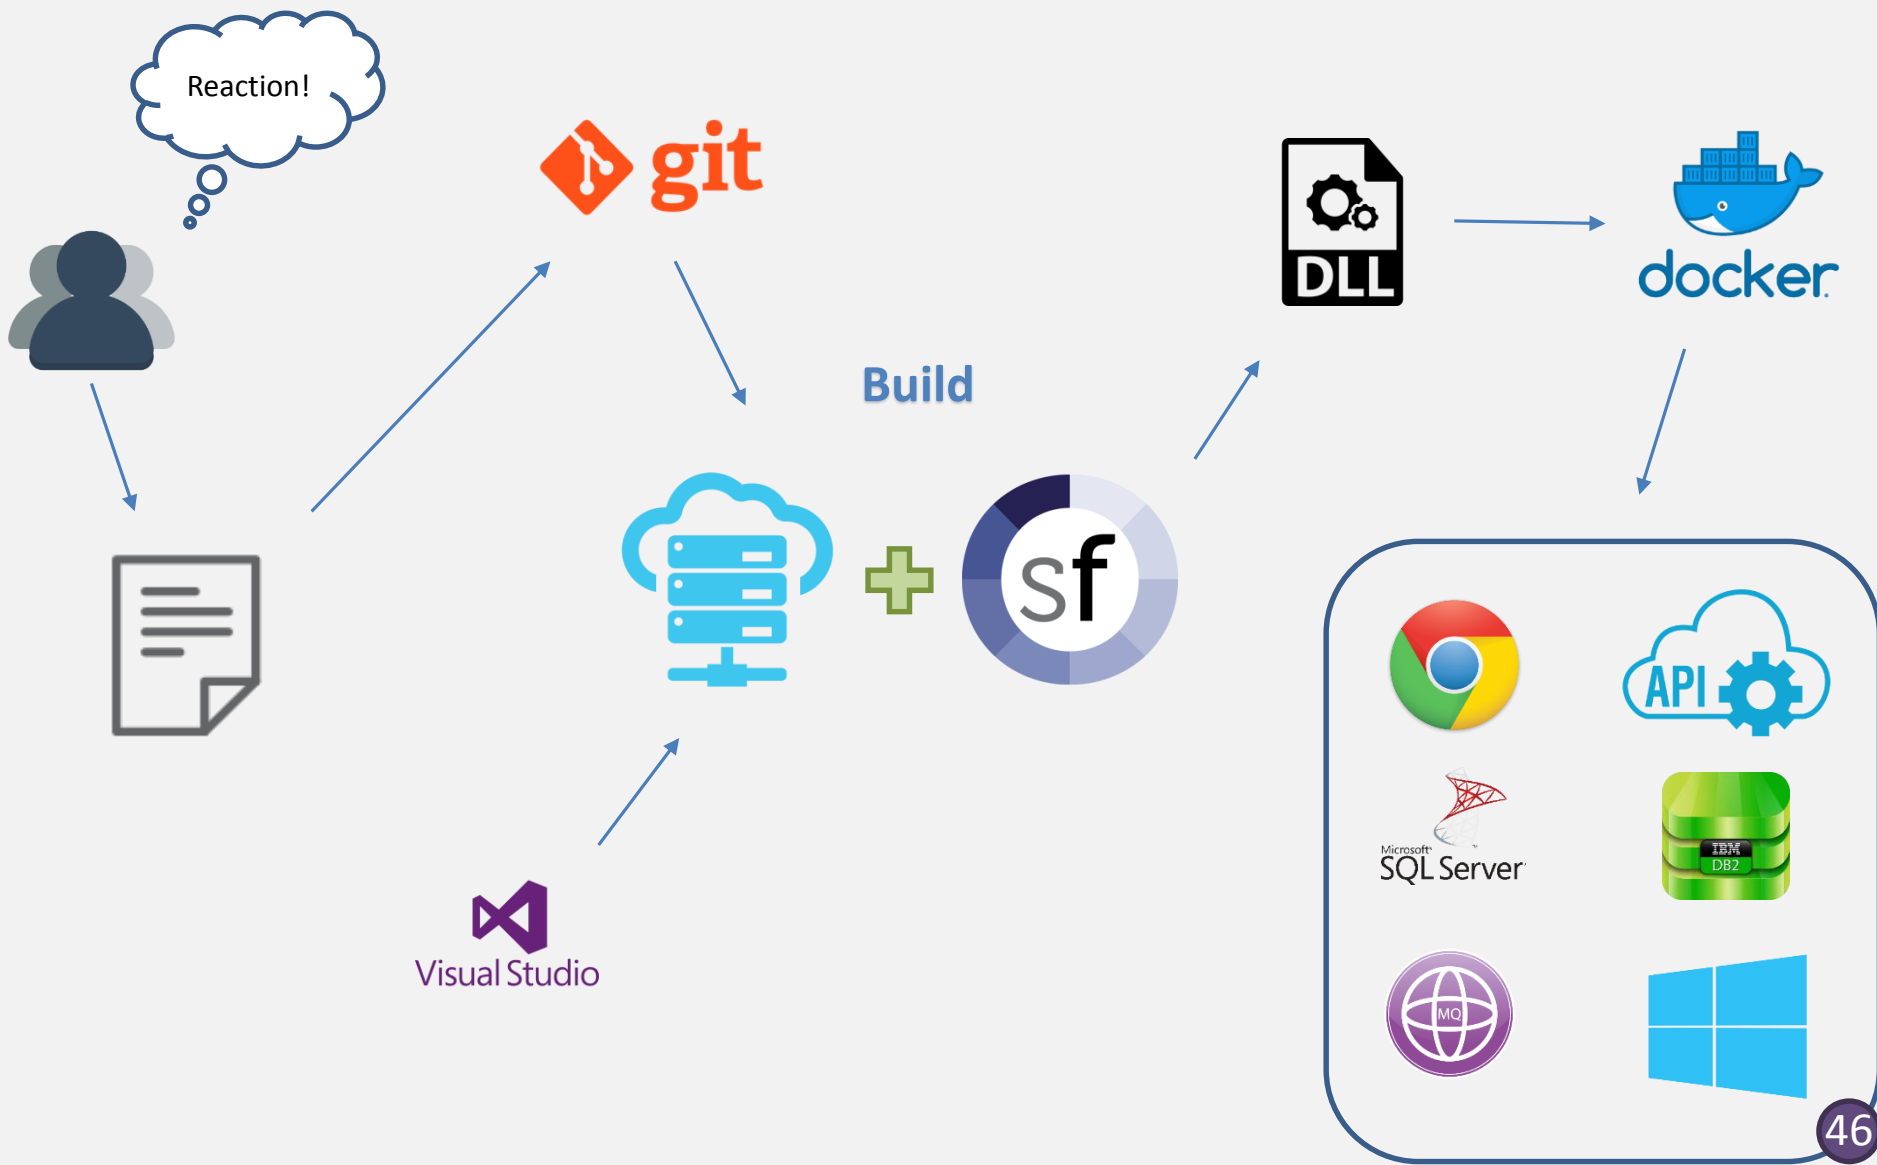 Reaction!
git
DLL
docker
Build
sf
API
Microsoft
SQL Server
IBM
DB2
Visual Studio
MQ
46